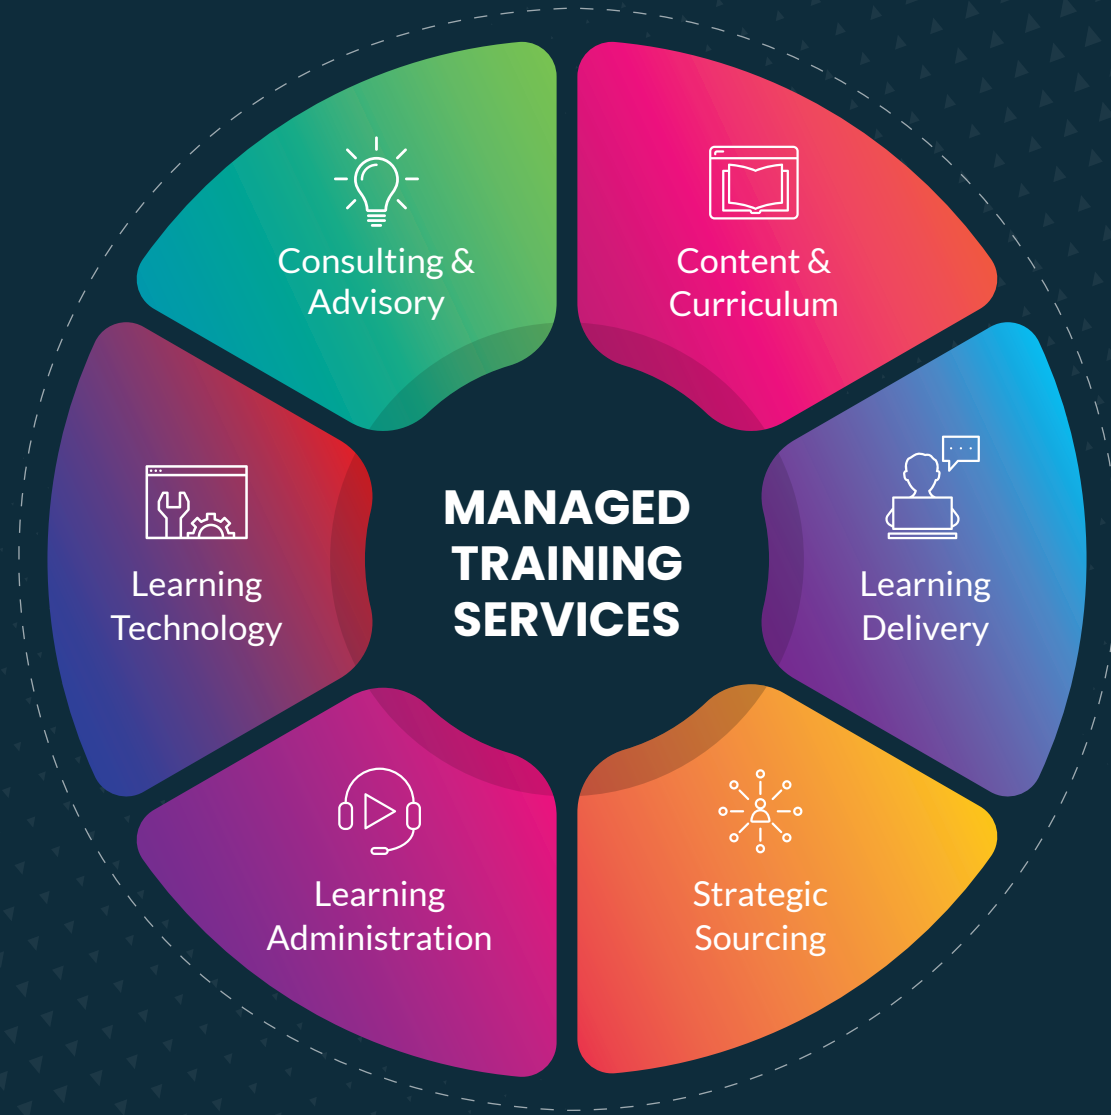 Consulting &
Advisory
Content &
Curriculum
Learning
Delivery
Strategic
Sourcing
Learning
Administration
Learning
Technology
MANAGED
TRAINING
SERVICES